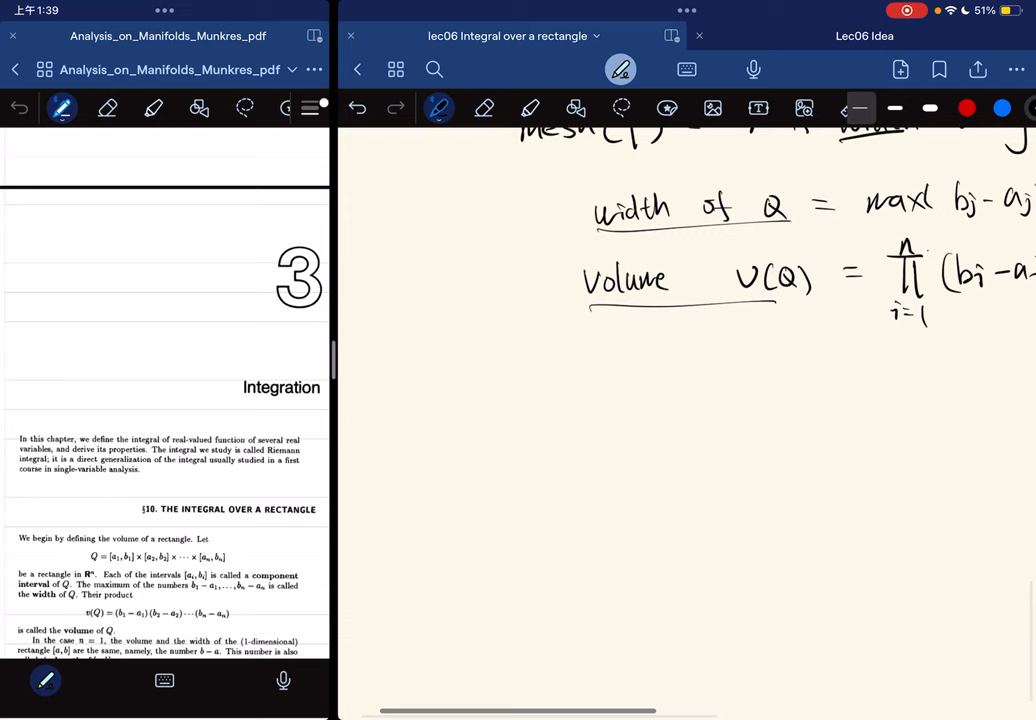 上午1:39
51%
Analysis_on_Manifolds_Munkres_pdf
lec06 Integral over a rectangle
Lec06 Idea
Analysis_on_Manifolds_Munkres_pdf
3
Integration
In this chapter, we define the integral of real-valued function of several real
variables, and derive its properties. The integral we study is called Riemann
integral; it is a direct generalization of the integral usually studied in a first
course in single-variable analysis.
§10. THE INTEGRAL OVER A RECTANGLE
We begin by defining the volume of a rectangle. Let
Q = [a₁, b₁] × [a₂, b₂] × ⋯ × [aₙ, bₙ]
be a rectangle in Rⁿ. Each of the intervals [aᵢ, bᵢ] is called a component
interval of Q. The maximum of the numbers b₁ − a₁, . . . , bₙ − aₙ is called
the width of Q. Their product
v(Q) = (b₁ − a₁)(b₂ − a₂) ⋯ (bₙ − aₙ)
is called the volume of Q.
In the case n = 1, the volume and the width of the (1-dimensional)
rectangle [a, b] are the same, namely, the number b − a. This number is also
mesh(P) =
width of Q = max( bj - aj
n
volume V(Q) = ∏ (bi - a
i=1